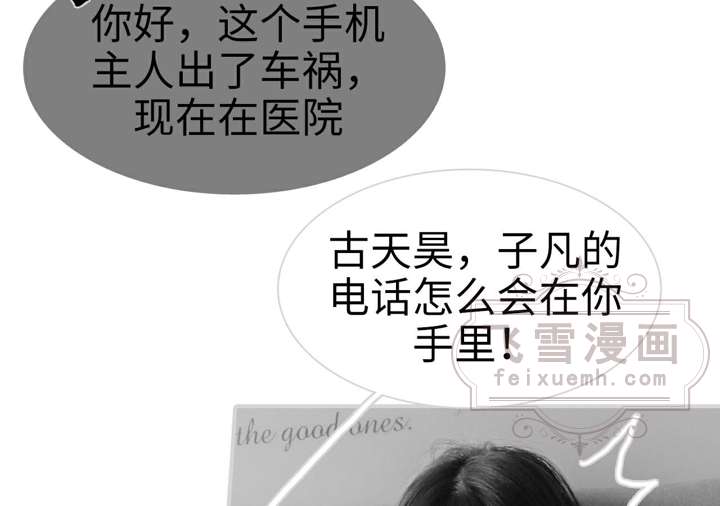 你好，这个手机
主人出了车祸，
现在在医院
古天昊，子凡的
电话怎么会在你
手里！
飞雪漫画
feixuemh.com
the good ones.